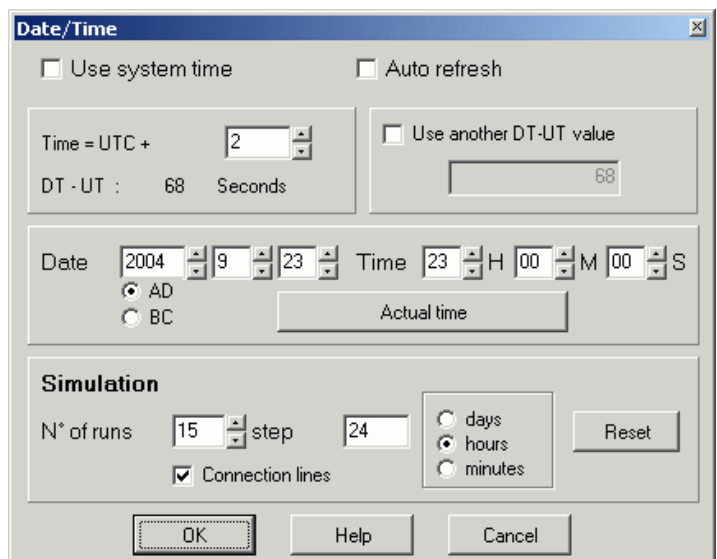 Date/Time
Use system time Auto refresh
Time = UTC + 2
Use another DT-UT value
DT - UT : 68 Seconds
68
Date 2004 9 23 Time 23 H 00 M 00 S
AD
BC
Actual time
Simulation
N° of runs 15 step 24
days
hours
minutes
Reset
Connection lines
OK Help Cancel